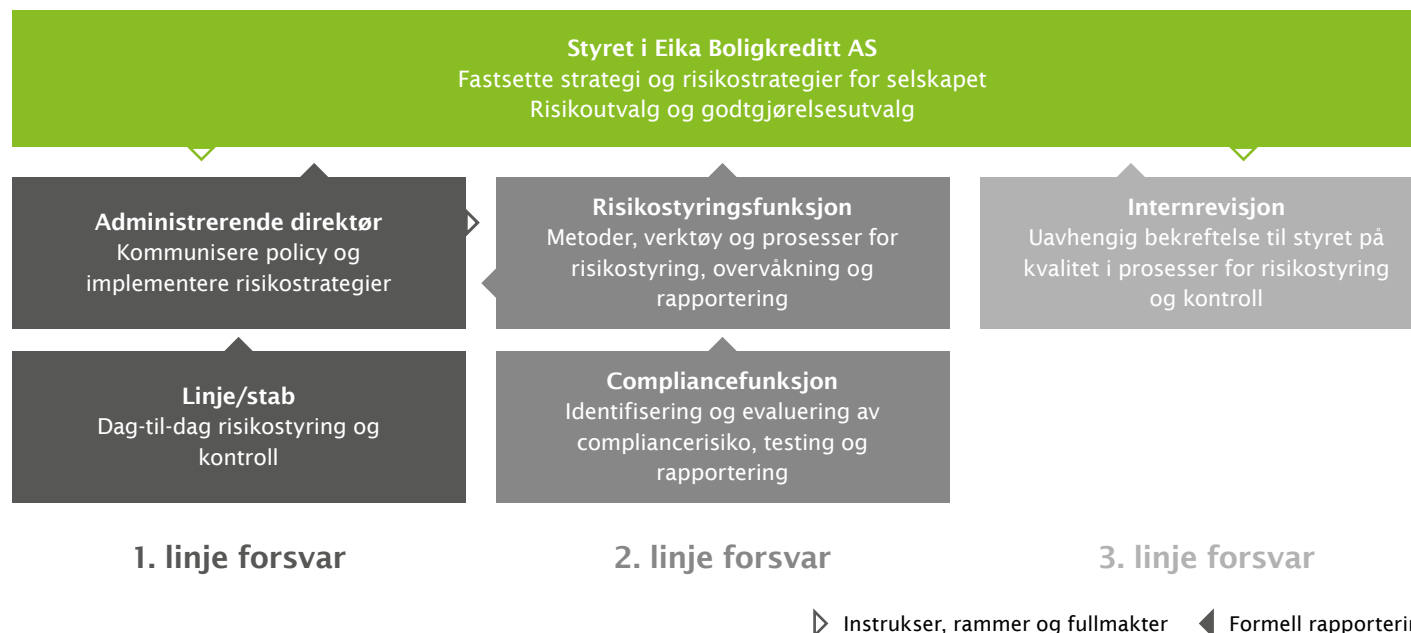 Styret i Eika Boligkreditt AS
Fastsette strategi og risikostrategier for selskapet
Risikoutvalg og godtgjørelsesutvalg
Administrerende direktør
Kommunisere policy og
implementere risikostrategier
Risikostyringsfunksjon
Metoder, verktøy og prosesser for
risikostyring, overvåkning og
rapportering
Internrevisjon
Uavhengig bekreftelse til styret på
kvalitet i prosesser for risikostyring
og kontroll
Linje/stab
Dag-til-dag risikostyring og
kontroll
Compliancefunksjon
Identifisering og evaluering av
compliancerisiko, testing og
rapportering
1. linje forsvar
2. linje forsvar
3. linje forsvar
Instrukser, rammer og fullmakter
Formell